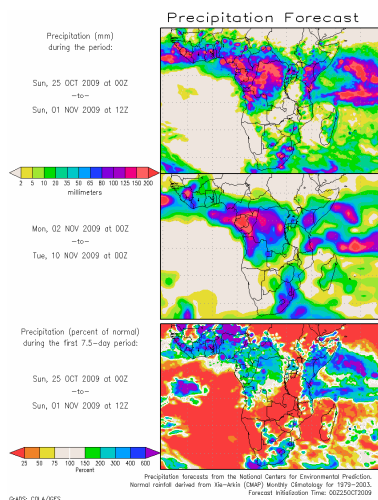 Precipitation Forecast
Precipitation (mm)
during the period:
Sun, 25 OCT 2009 at 00Z
-to-
Sun, 01 NOV 2009 at 12Z
2 5 10 20 35 50 65 80 100 125 150 200
millimeters
Mon, 02 NOV 2009 at 00Z
-to-
Tue, 10 NOV 2009 at 00Z
Precipitation (percent of normal)
during the first 7.5-day period:
Sun, 25 OCT 2009 at 00Z
-to-
Sun, 01 NOV 2009 at 12Z
25 50 75 100 150 200 300 400 600
Percent
Precipitation forecasts from the National Centers for Environmental Prediction.
Normal rainfall derived from Xie-Arkin (CMAP) Monthly Climatology for 1979-2003.
Forecast Initialization Time: 00Z25OCT2009
GrADS: COLA/IGES